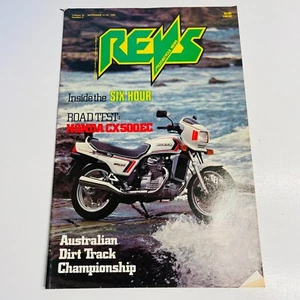 REVS
Inside the SIX HOUR
ROAD TEST:
HONDA CX500EC
Australian
Dirt Track
Championship